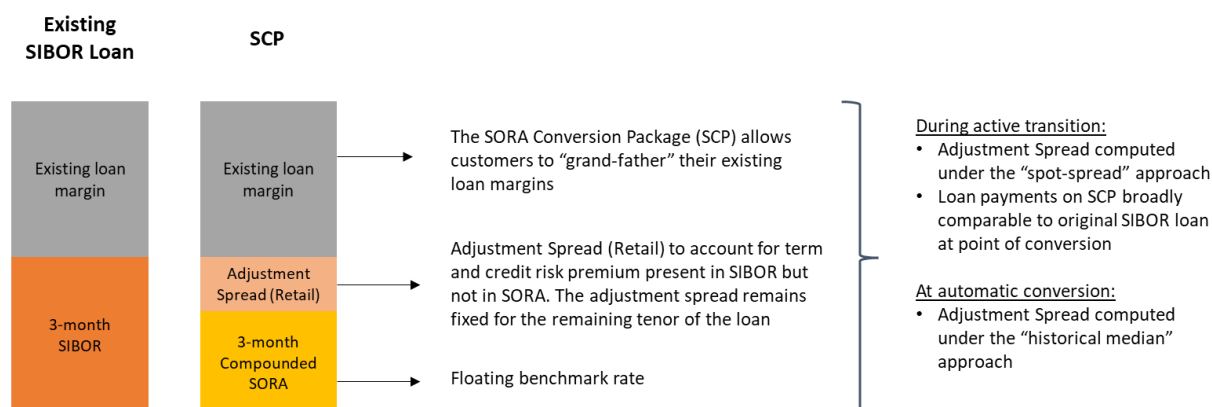 Existing
SIBOR Loan
SCP
Existing loan
margin
3-month
SIBOR
Existing loan
margin
Adjustment
Spread (Retail)
3-month
Compounded
SORA
The SORA Conversion Package (SCP) allows
customers to “grand-father” their existing
loan margins
Adjustment Spread (Retail) to account for term
and credit risk premium present in SIBOR but
not in SORA. The adjustment spread remains
fixed for the remaining tenor of the loan
Floating benchmark rate
During active transition:
• Adjustment Spread computed
under the “spot-spread” approach
• Loan payments on SCP broadly
comparable to original SIBOR loan
at point of conversion
At automatic conversion:
• Adjustment Spread computed
under the “historical median”
approach